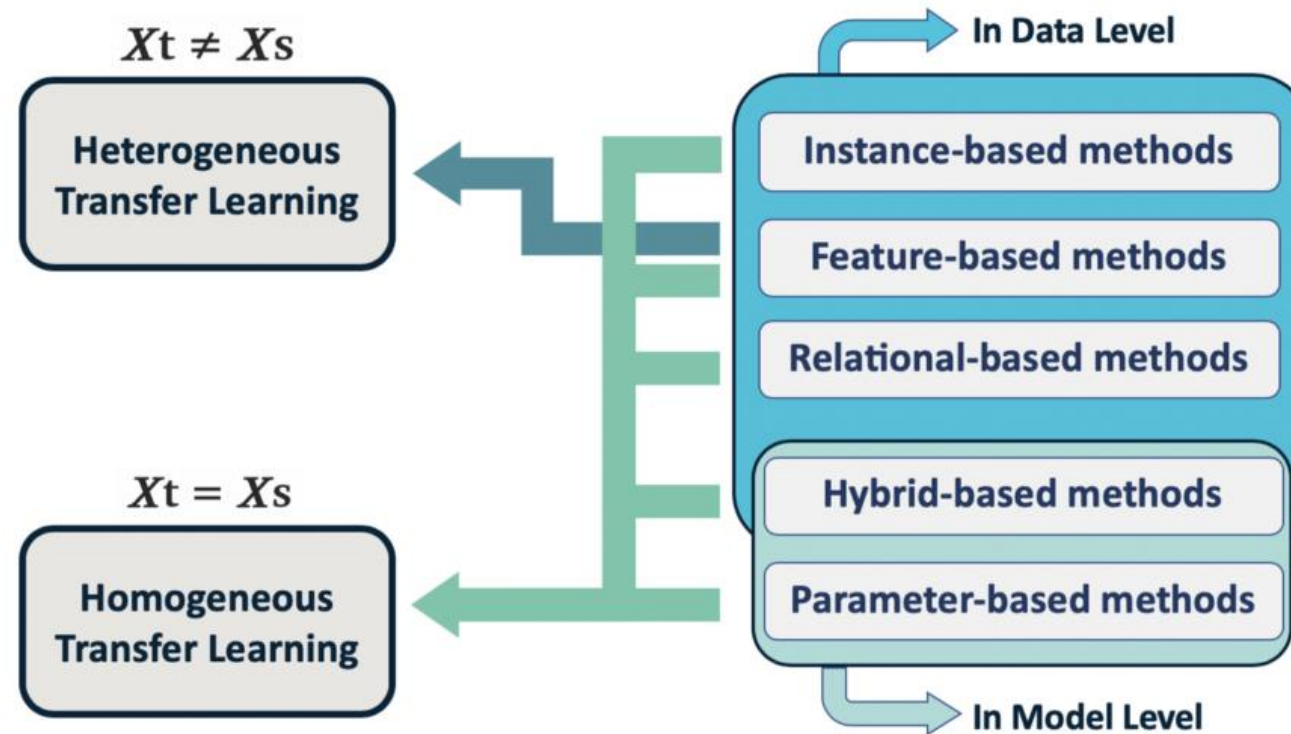 Xt ≠ Xs
Heterogeneous
Transfer Learning
Xt = Xs
Homogeneous
Transfer Learning
In Data Level
Instance-based methods
Feature-based methods
Relational-based methods
Hybrid-based methods
Parameter-based methods
In Model Level